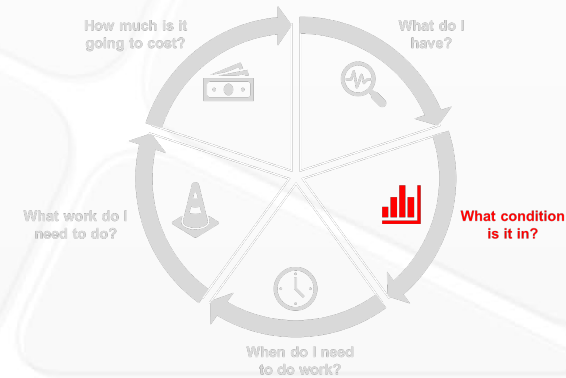 How much is it
going to cost?
What do I
have?
What condition
is it in?
What work do I
need to do?
When do I need
to do work?